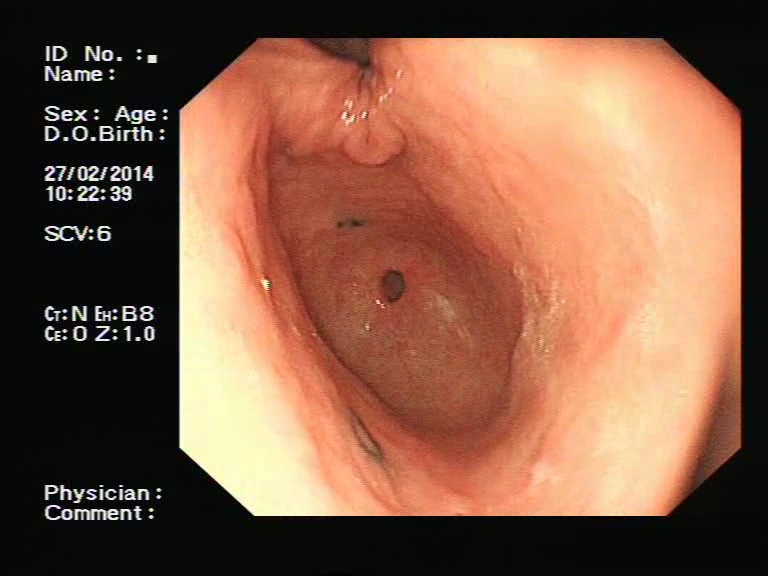 ID No. :
Name:
Sex: Age:
D.O.Birth:
27/02/2014
10:22:39
SCV:6
CT:N EH:B8
CE:0 Z:1.0
Physician:
Comment: